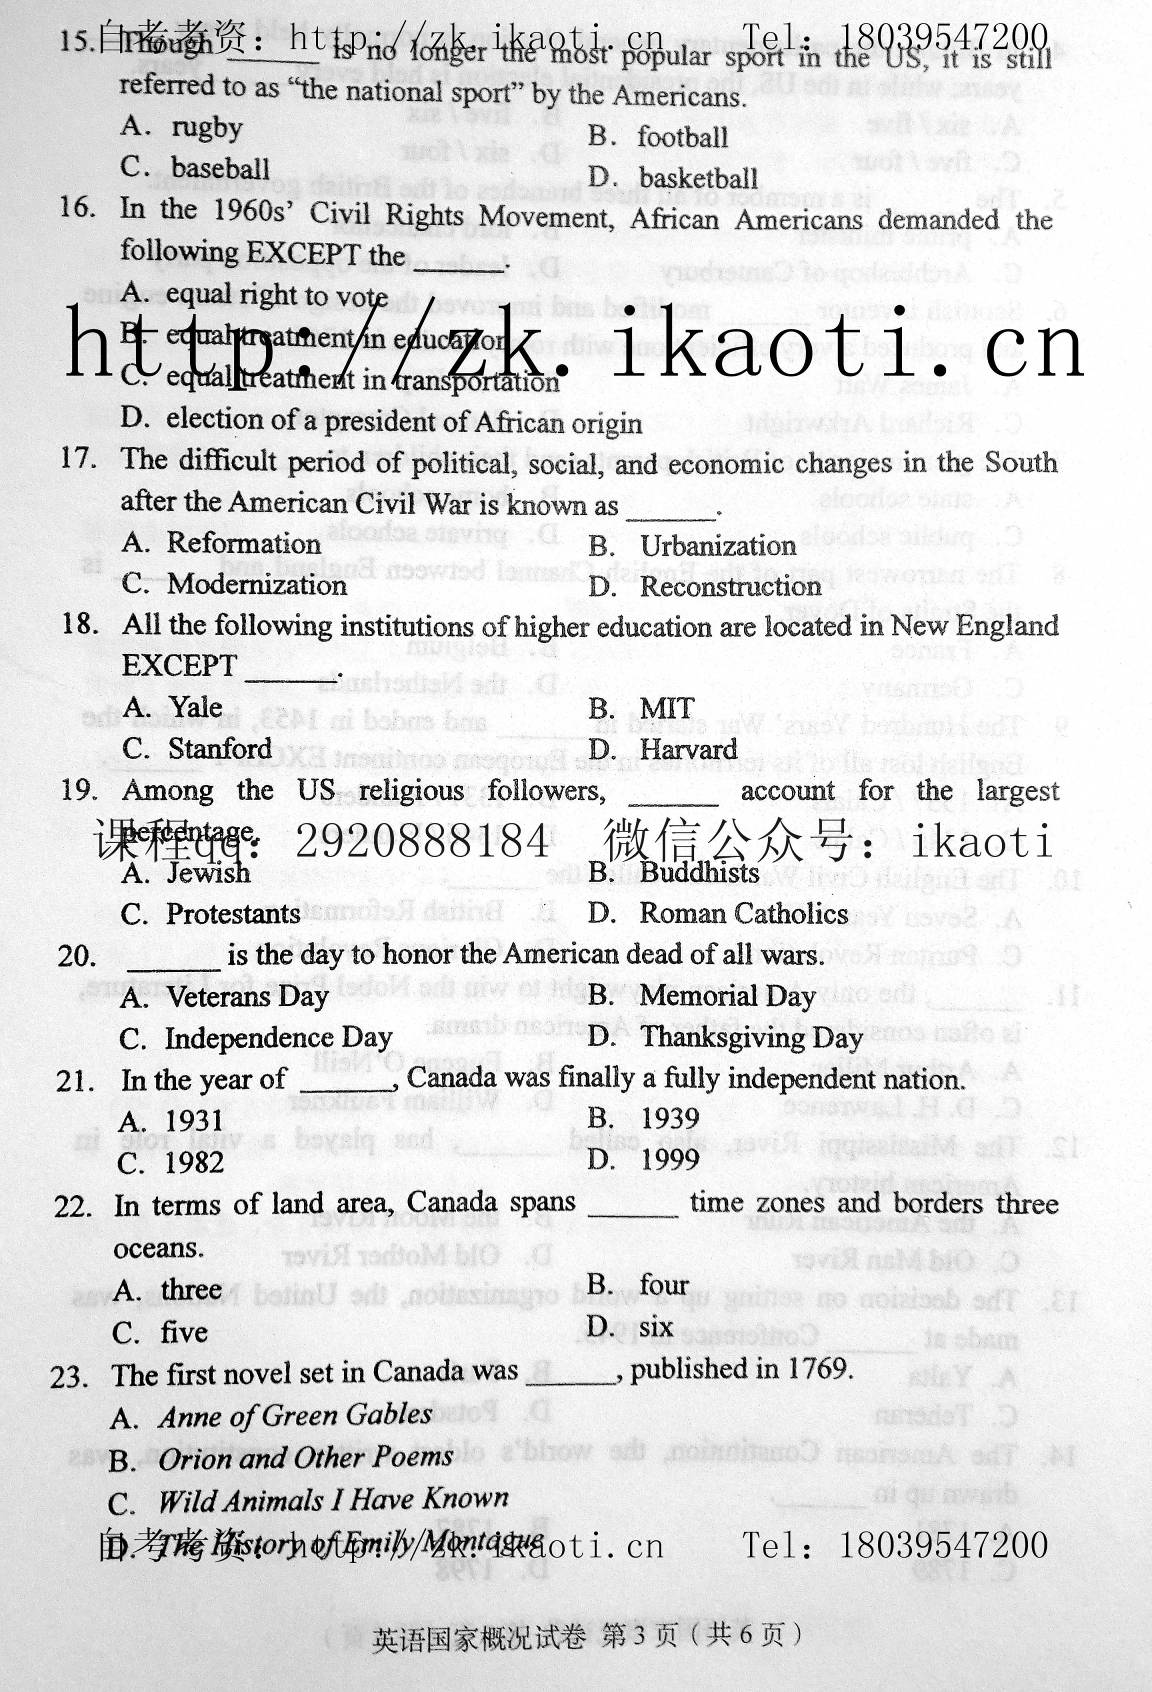 自考考资：http://zk.ikaoti.cn Tel：18039547200
15. Though ______ is no longer the most popular sport in the US, it is still
referred to as “the national sport” by the Americans.
A. rugby B. football
C. baseball D. basketball
16. In the 1960s’ Civil Rights Movement, African Americans demanded the
following EXCEPT the ______.
A. equal right to vote
http://zk.ikaoti.cn
B. equal treatment in education
C. equal treatment in transportation
D. election of a president of African origin
17. The difficult period of political, social, and economic changes in the South
after the American Civil War is known as ______.
A. Reformation B. Urbanization
C. Modernization D. Reconstruction
18. All the following institutions of higher education are located in New England
EXCEPT ______.
A. Yale B. MIT
C. Stanford D. Harvard
19. Among the US religious followers, ______ account for the largest
percentage.
课程qq：2920888184 微信公众号：ikaoti
A. Jewish B. Buddhists
C. Protestants D. Roman Catholics
20. ______ is the day to honor the American dead of all wars.
A. Veterans Day B. Memorial Day
C. Independence Day D. Thanksgiving Day
21. In the year of ______, Canada was finally a fully independent nation.
A. 1931 B. 1939
C. 1982 D. 1999
22. In terms of land area, Canada spans ______ time zones and borders three
oceans.
A. three B. four
C. five D. six
23. The first novel set in Canada was ______, published in 1769.
A. Anne of Green Gables
B. Orion and Other Poems
C. Wild Animals I Have Known
D. The History of Emily Montague
自考考资：http://zk.ikaoti.cn Tel：18039547200
英语国家概况试卷 第 3 页（共 6 页）